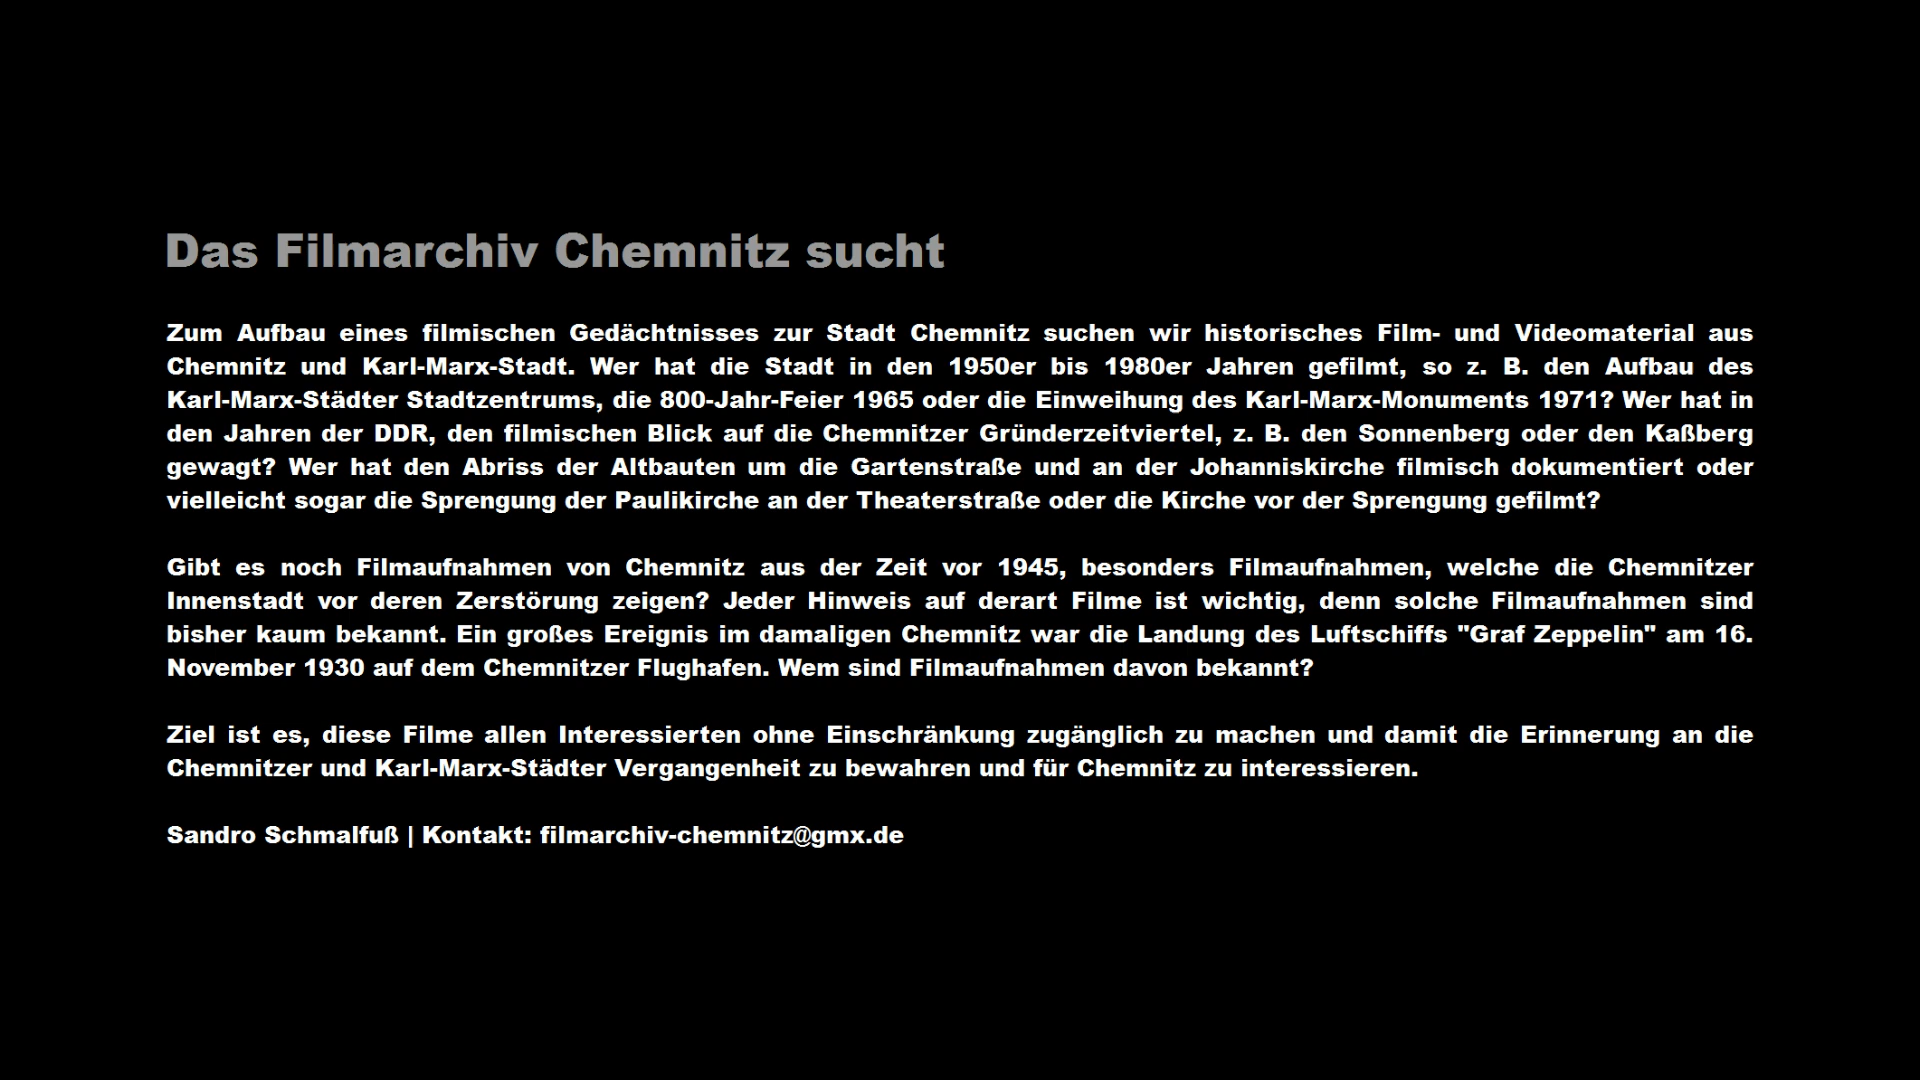 Das Filmarchiv Chemnitz sucht
Zum Aufbau eines filmischen Gedächtnisses zur Stadt Chemnitz suchen wir historisches Film- und Videomaterial aus
Chemnitz und Karl-Marx-Stadt. Wer hat die Stadt in den 1950er bis 1980er Jahren gefilmt, so z. B. den Aufbau des
Karl-Marx-Städter Stadtzentrums, die 800-Jahr-Feier 1965 oder die Einweihung des Karl-Marx-Monuments 1971? Wer hat in
den Jahren der DDR, den filmischen Blick auf die Chemnitzer Gründerzeitviertel, z. B. den Sonnenberg oder den Kaßberg
gewagt? Wer hat den Abriss der Altbauten um die Gartenstraße und an der Johanniskirche filmisch dokumentiert oder
vielleicht sogar die Sprengung der Paulikirche an der Theaterstraße oder die Kirche vor der Sprengung gefilmt?
Gibt es noch Filmaufnahmen von Chemnitz aus der Zeit vor 1945, besonders Filmaufnahmen, welche die Chemnitzer
Innenstadt vor deren Zerstörung zeigen? Jeder Hinweis auf derart Filme ist wichtig, denn solche Filmaufnahmen sind
bisher kaum bekannt. Ein großes Ereignis im damaligen Chemnitz war die Landung des Luftschiffs "Graf Zeppelin" am 16.
November 1930 auf dem Chemnitzer Flughafen. Wem sind Filmaufnahmen davon bekannt?
Ziel ist es, diese Filme allen Interessierten ohne Einschränkung zugänglich zu machen und damit die Erinnerung an die
Chemnitzer und Karl-Marx-Städter Vergangenheit zu bewahren und für Chemnitz zu interessieren.
Sandro Schmalfuß | Kontakt: filmarchiv-chemnitz@gmx.de